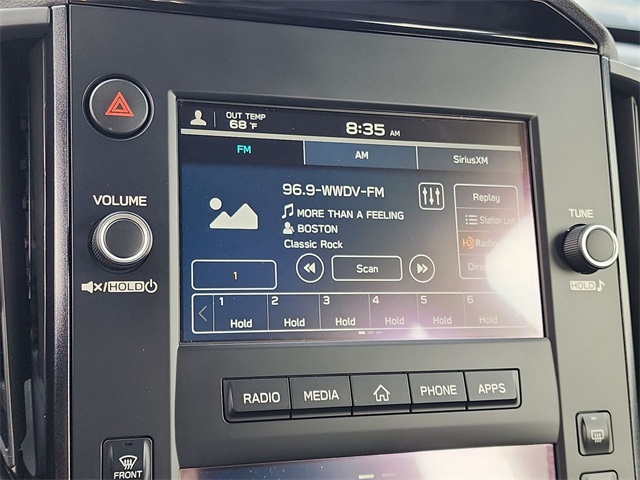 OUT TEMP
68 °F
8:35 AM
FM
AM
SiriusXM
96.9-WWDV-FM
MORE THAN A FEELING
BOSTON
Classic Rock
Replay
Station List
HD Radio
1
Scan
1 2 3 4 5 6
Hold Hold Hold Hold Hold Hold
VOLUME
/HOLD
TUNE
HOLD
RADIO
MEDIA
PHONE
APPS
FRONT